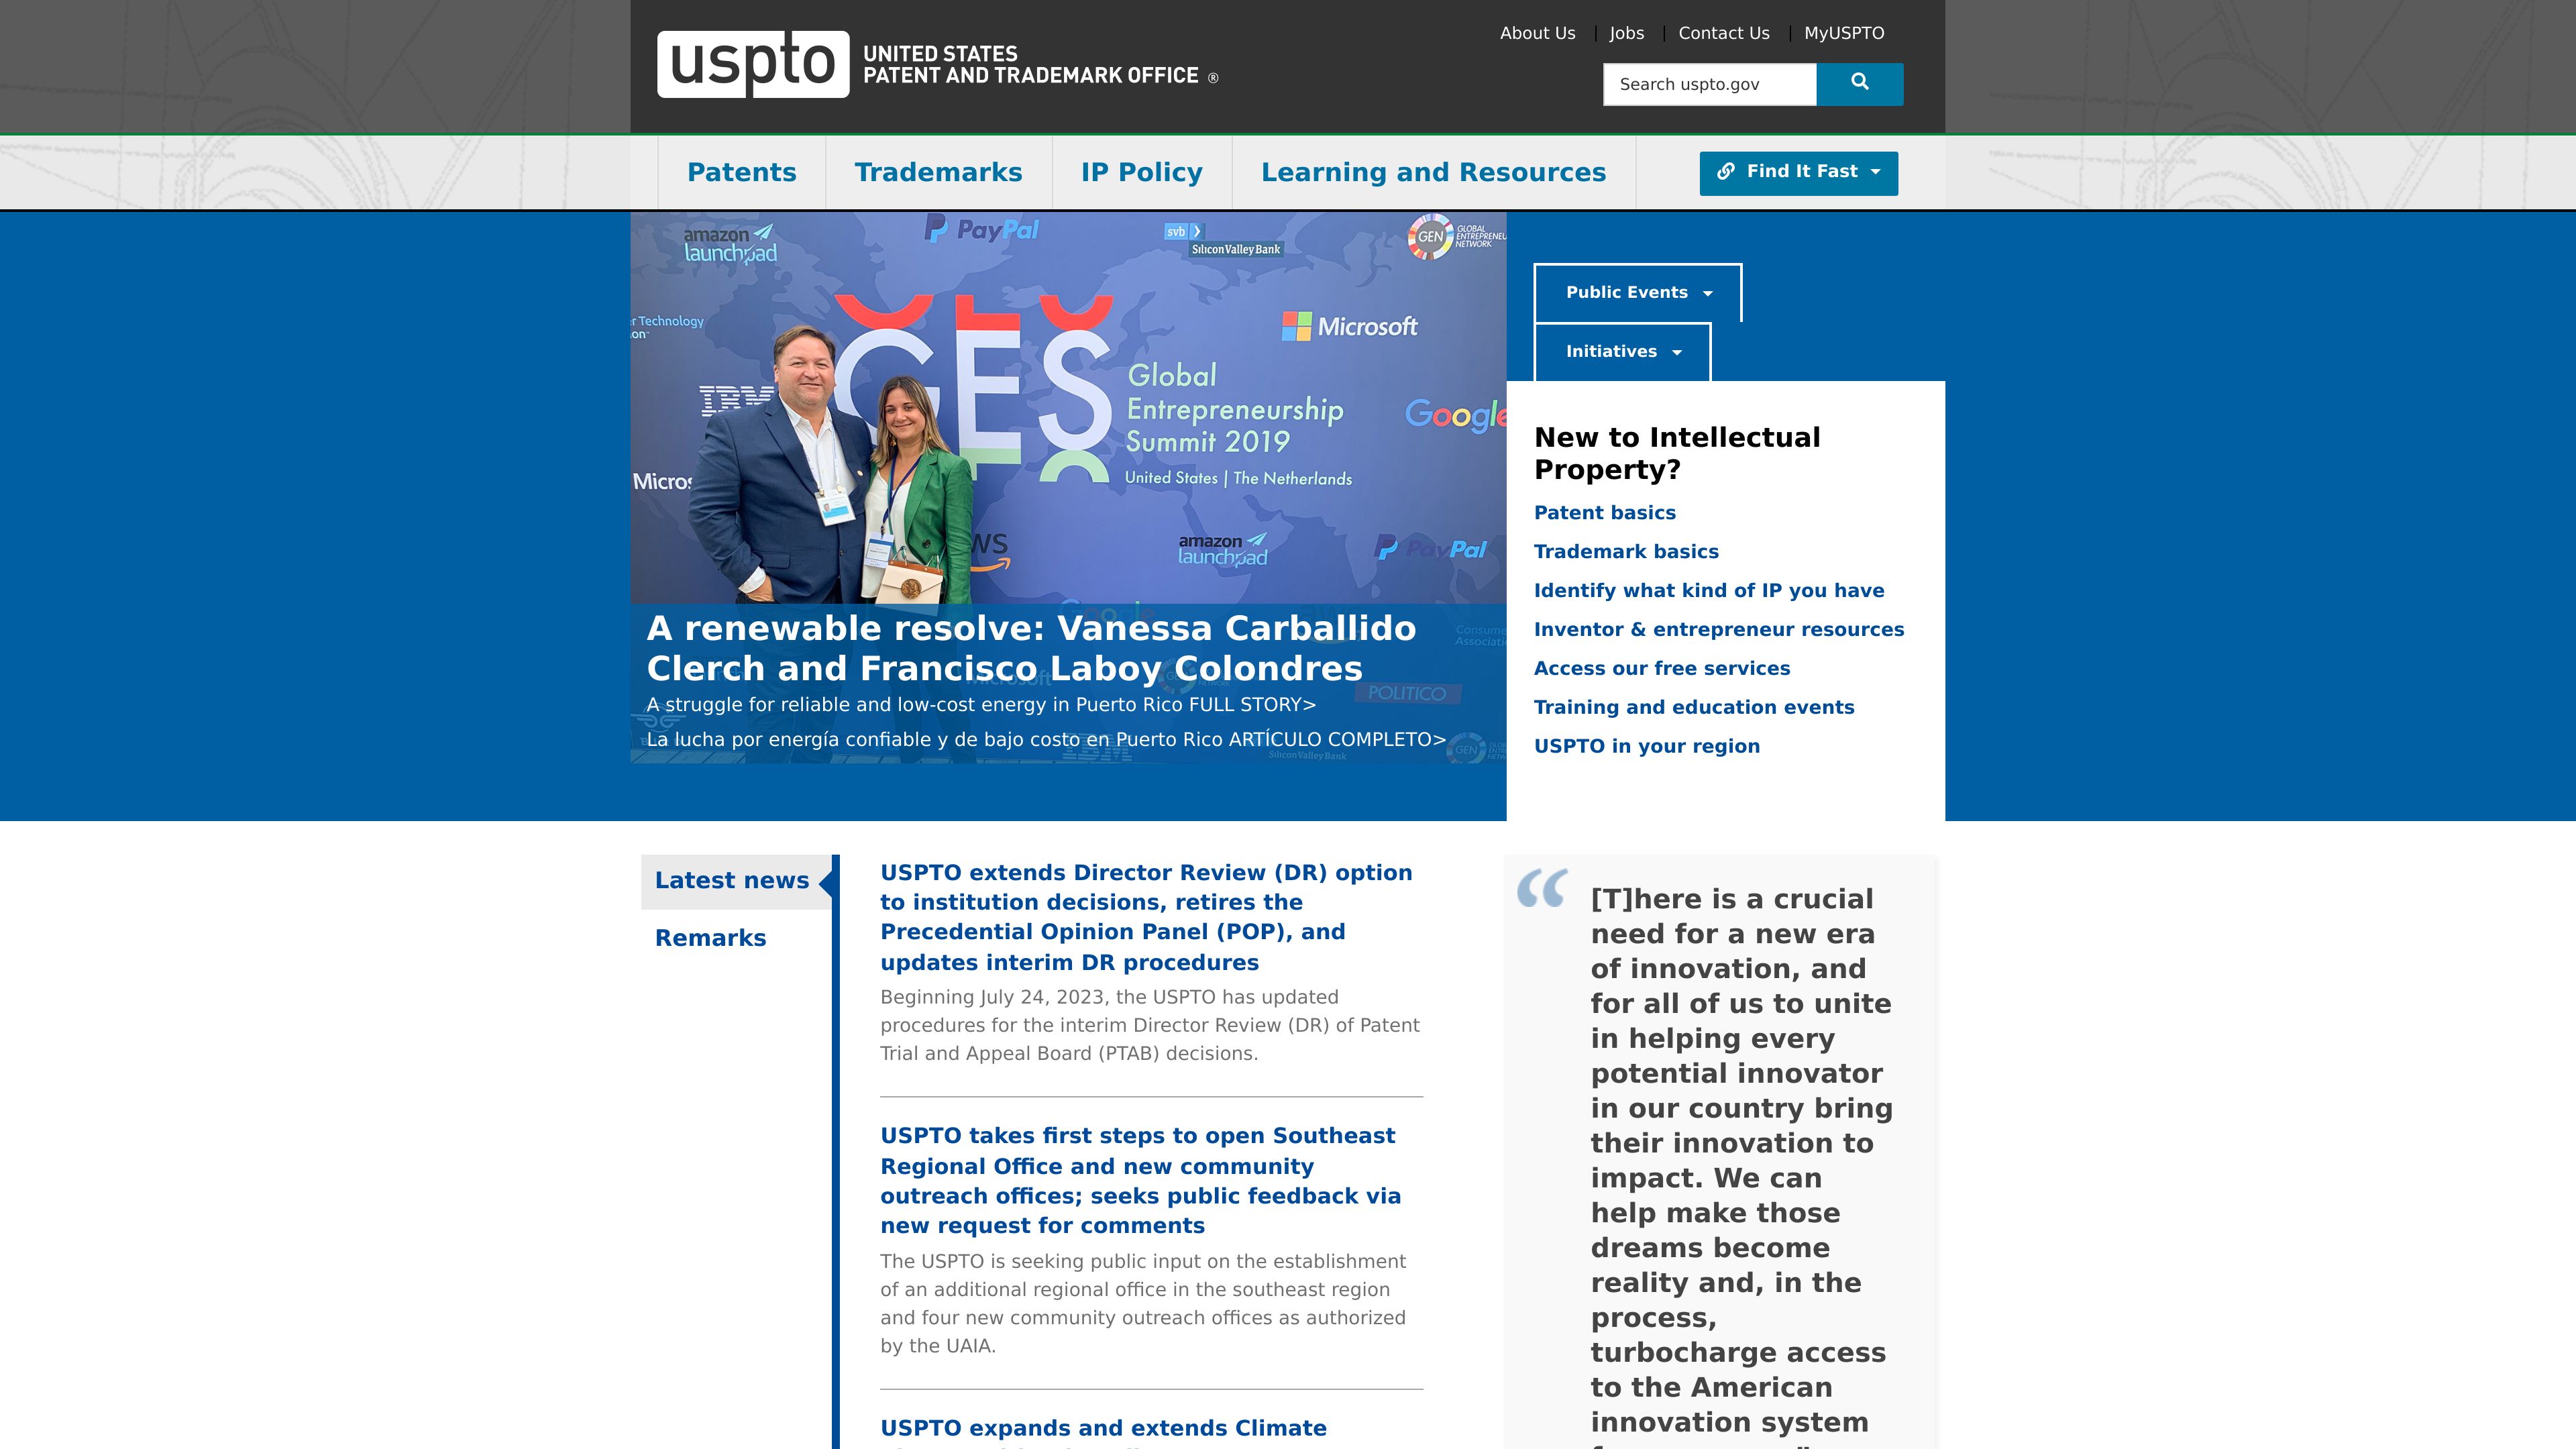 uspto
UNITED STATES
PATENT AND TRADEMARK OFFICE ®
About Us
Jobs
Contact Us
MyUSPTO
Search uspto.gov
Patents
Trademarks
IP Policy
Learning and Resources
Find It Fast
amazon
launchpad
PayPal
svb
Silicon Valley Bank
GEN
GLOBAL
ENTREPRENEU
NETWORK
r Technology
on™
Microsoft
GES
Global
Entrepreneurship
Summit 2019
United States | The Netherlands
IBM
Google
Micros
ws
amazon
launchpad
PayPal
Google
A renewable resolve: Vanessa Carballido
Clerch and Francisco Laboy Colondres
Microsoft
POLITICO
A struggle for reliable and low-cost energy in Puerto Rico FULL STORY>
La lucha por energía confiable y de bajo costo en Puerto Rico ARTÍCULO COMPLETO>
IBM
Silicon Valley Bank
GEN
Public Events
Initiatives
New to Intellectual
Property?
Patent basics
Trademark basics
Identify what kind of IP you have
Inventor & entrepreneur resources
Access our free services
Training and education events
USPTO in your region
Latest news
Remarks
USPTO extends Director Review (DR) option
to institution decisions, retires the
Precedential Opinion Panel (POP), and
updates interim DR procedures
Beginning July 24, 2023, the USPTO has updated
procedures for the interim Director Review (DR) of Patent
Trial and Appeal Board (PTAB) decisions.
USPTO takes first steps to open Southeast
Regional Office and new community
outreach offices; seeks public feedback via
new request for comments
The USPTO is seeking public input on the establishment
of an additional regional office in the southeast region
and four new community outreach offices as authorized
by the UAIA.
USPTO expands and extends Climate
“
[T]here is a crucial
need for a new era
of innovation, and
for all of us to unite
in helping every
potential innovator
in our country bring
their innovation to
impact. We can
help make those
dreams become
reality and, in the
process,
turbocharge access
to the American
innovation system